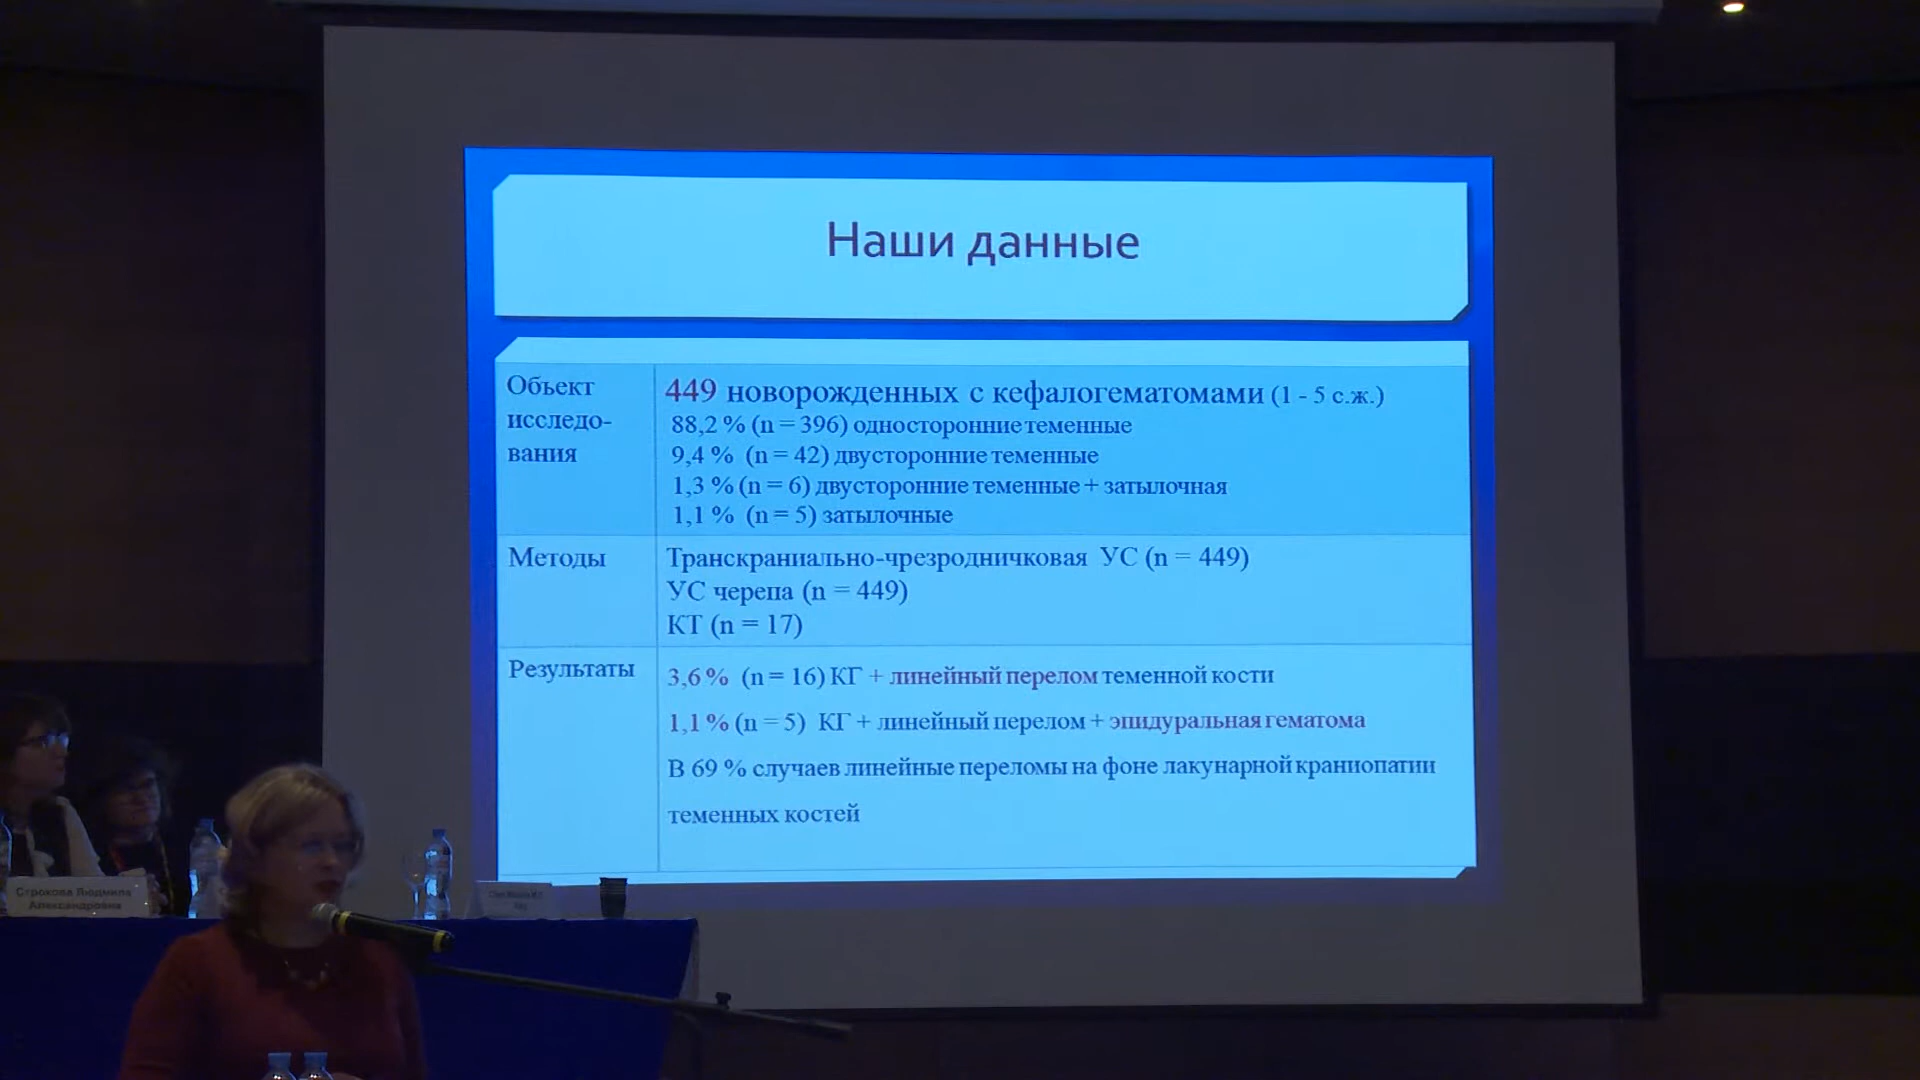 Наши данные
Объект
исследо-
вания
449 новорожденных с кефалогематомами (1 - 5 с.ж.)
88,2 % (n = 396) односторонние теменные
9,4 % (n = 42) двусторонние теменные
1,3 % (n = 6) двусторонние теменные + затылочная
1,1 % (n = 5) затылочные
Методы
Транскраниально-чрезродничковая УС (n = 449)
УС черепа (n = 449)
КТ (n = 17)
Результаты
3,6 % (n = 16) КГ + линейный перелом теменной кости
1,1 % (n = 5) КГ + линейный перелом + эпидуральная гематома
В 69 % случаев линейные переломы на фоне лакунарной краниопатии
теменных костей
Строкова Людмила
Александровна